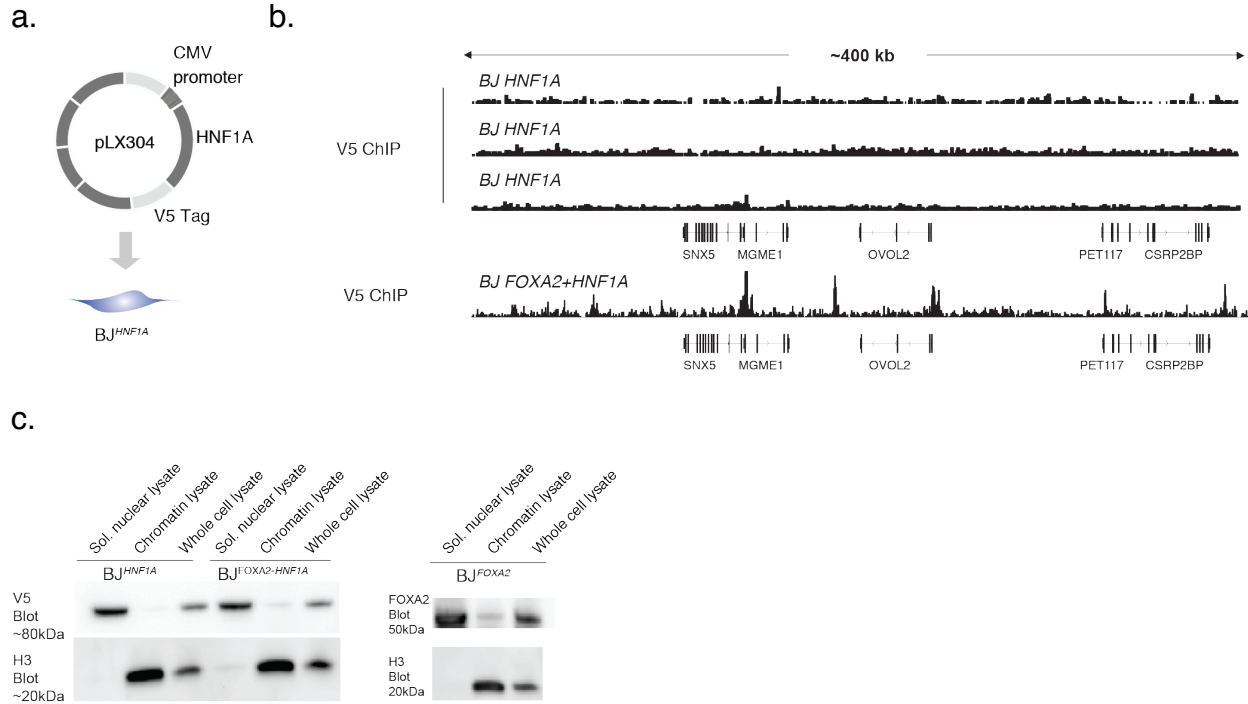 a.
CMV
promoter
pLX304
HNF1A
V5 Tag
BJHNF1A
b.
~400 kb
BJ HNF1A
V5 ChIP
BJ HNF1A
BJ HNF1A
SNX5 MGME1 OVOL2 PET117 CSRP2BP
V5 ChIP
BJ FOXA2+HNF1A
SNX5 MGME1 OVOL2 PET117 CSRP2BP
c.
Sol. nuclear lysate
Chromatin lysate
Whole cell lysate
Sol. nuclear lysate
Chromatin lysate
Whole cell lysate
BJHNF1A
BJFOXA2-HNF1A
V5
Blot
~80kDa
H3
Blot
~20kDa
Sol. nuclear lysate
Chromatin lysate
Whole cell lysate
BJFOXA2
FOXA2
Blot
50kDa
H3
Blot
20kDa